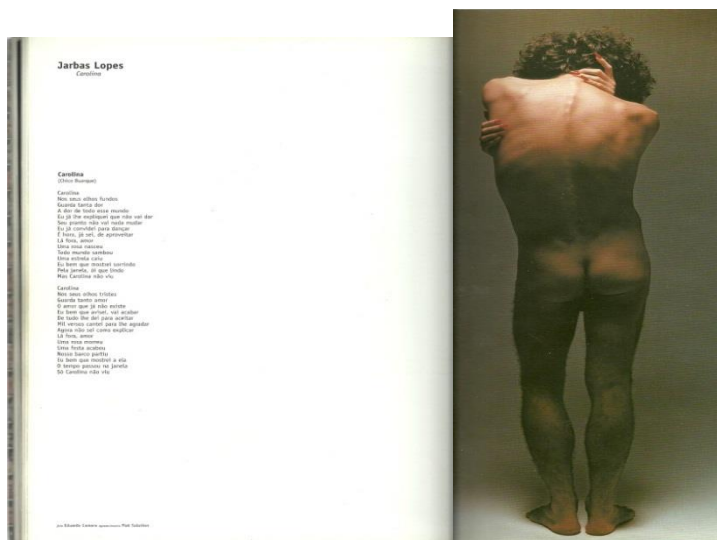 Jarbas Lopes
Carolina
Carolina
(Chico Buarque)
Carolina
Nos seus olhos fundos
Guarda tanta dor
A dor de todo esse mundo
Eu já lhe expliquei que não vai dar
Seu pranto não vai nada mudar
Eu já convidei para dançar
É hora, já sei, de aproveitar
Lá fora, amor
Uma rosa nasceu
Todo mundo sambou
Uma estrela caiu
Eu bem que mostrei sorrindo
Pela janela, ói que lindo
Mas Carolina não viu
Carolina
Nos seus olhos tristes
Guarda tanto amor
O amor que já não existe
Eu bem que avisei, vai acabar
De tudo lhe dei para aceitar
Mil versos cantei para lhe agradar
Agora não sei como explicar
Lá fora, amor
Uma rosa morreu
Uma festa acabou
Nosso barco partiu
Eu bem que mostrei a ela
O tempo passou na janela
Só Carolina não viu
Eduardo Camara